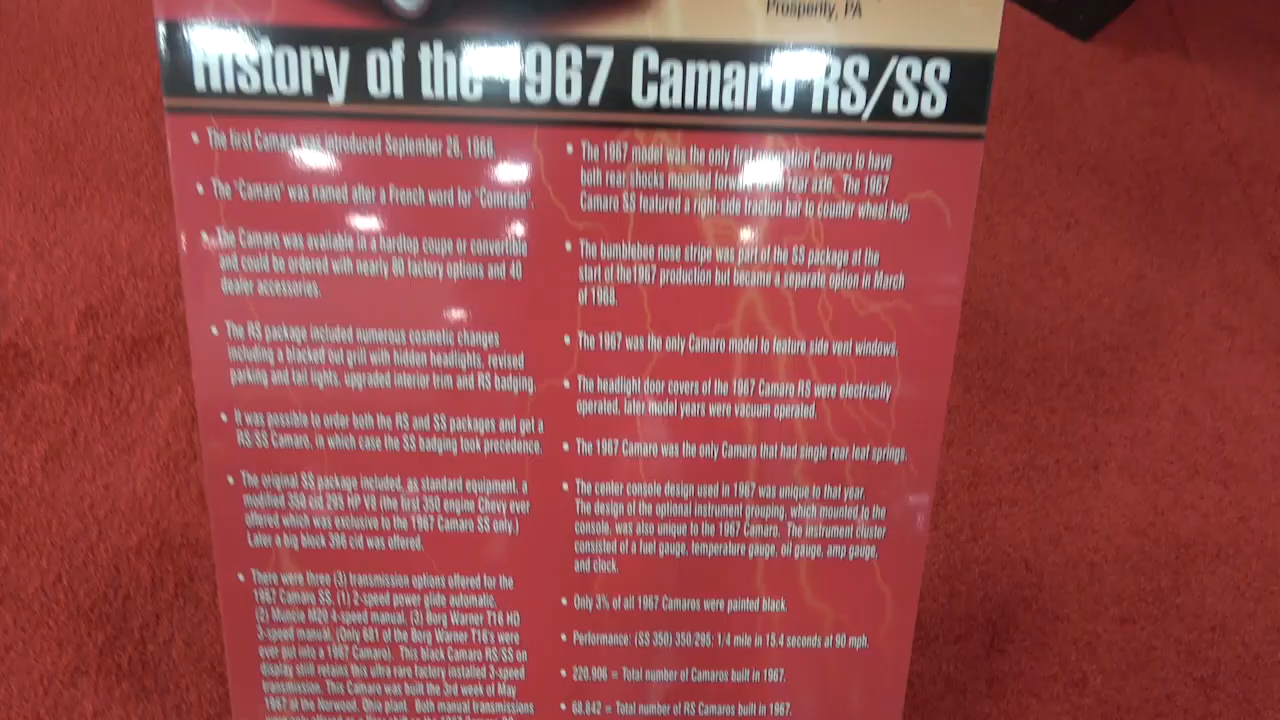 Prosperity, PA
History of the 1967 Camaro RS/SS
• The first Camaro was introduced September 26, 1966.
• The "Camaro" was named after a French word for "Comrade".
• The Camaro was available in a hardtop coupe or convertible
and could be ordered with nearly 80 factory options and 40
dealer accessories.
• The RS package included numerous cosmetic changes
including a blacked out grill with hidden headlights, revised
parking and tail lights, upgraded interior trim and RS badging.
• It was possible to order both the RS and SS packages and get a
RS/SS Camaro, in which case the SS badging took precedence.
• The original SS package included, as standard equipment, a
modified 350 cid 295 HP V8 (the first 350 engine Chevy ever
offered which was exclusive to the 1967 Camaro SS only.)
Later a big block 396 cid was offered.
• There were three (3) transmission options offered for the
1967 Camaro SS. (1) 2-speed power glide automatic,
(2) Muncie M20 4-speed manual, (3) Borg Warner T16 HD
3-speed manual. (Only 681 of the Borg Warner T16's were
ever put into a 1967 Camaro). This black Camaro RS/SS on
display still retains this ultra rare factory installed 3-speed
transmission. This Camaro was built the 3rd week of May
1967 at the Norwood, Ohio plant. Both manual transmissions
• The 1967 model was the only first generation Camaro to have
both rear shocks mounted forward rear axle. The 1967
Camaro SS featured a right-side traction bar to counter wheel hop.
• The bumblebee nose stripe was part of the SS package at the
start of the1967 production but became a separate option in March
of 1968.
• The 1967 was the only Camaro model to feature side vent windows.
• The headlight door covers of the 1967 Camaro RS were electrically
operated, later model years were vacuum operated.
• The 1967 Camaro was the only Camaro that had single rear leaf springs.
• The center console design used in 1967 was unique to that year.
The design of the optional instrument grouping, which mounted to the
console, was also unique to the 1967 Camaro. The instrument cluster
consisted of a fuel gauge, temperature gauge, oil gauge, amp gauge,
and clock.
• Only 3% of all 1967 Camaros were painted black.
• Performance: (SS 350) 350/295: 1/4 mile in 15.4 seconds at 90 mph.
• 220,906 = Total number of Camaros built in 1967.
• 68,842 = Total number of RS Camaros built in 1967.